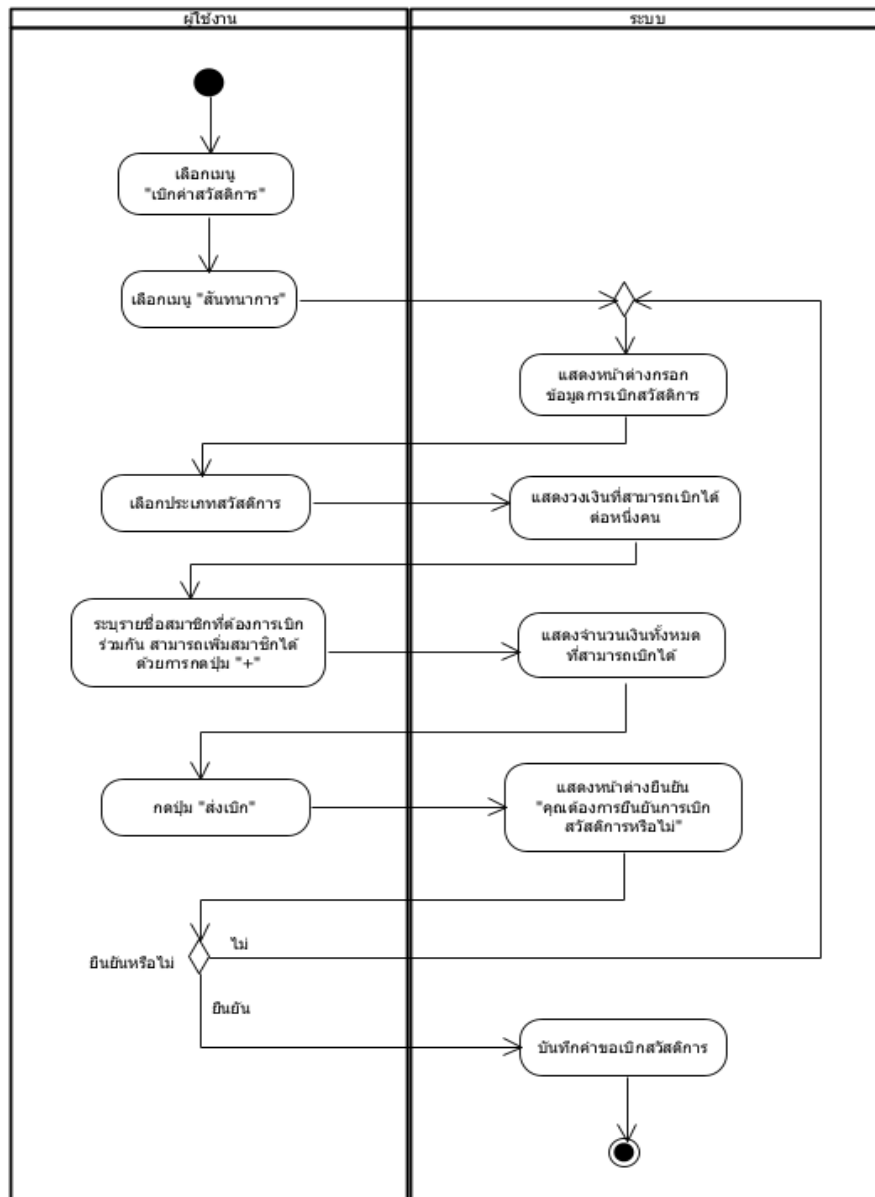 ผู้ใช้งาน
ระบบ
เลือกเมนู
"เบิกค่าสวัสดิการ"
เลือกเมนู "สันทนาการ"
แสดงหน้าต่างกรอก
ข้อมูลการเบิกสวัสดิการ
เลือกประเภทสวัสดิการ
แสดงวงเงินที่สามารถเบิกได้
ต่อหนึ่งคน
ระบุรายชื่อสมาชิกที่ต้องการเบิก
ร่วมกัน สามารถเพิ่มสมาชิกได้
ด้วยการกดปุ่ม "+"
แสดงจำนวนเงินทั้งหมด
ที่สามารถเบิกได้
กดปุ่ม "ส่งเบิก"
แสดงหน้าต่างยืนยัน
"คุณต้องการยืนยันการเบิก
สวัสดิการหรือไม่"
ยืนยันหรือไม่
ไม่
ยืนยัน
บันทึกคำขอเบิกสวัสดิการ